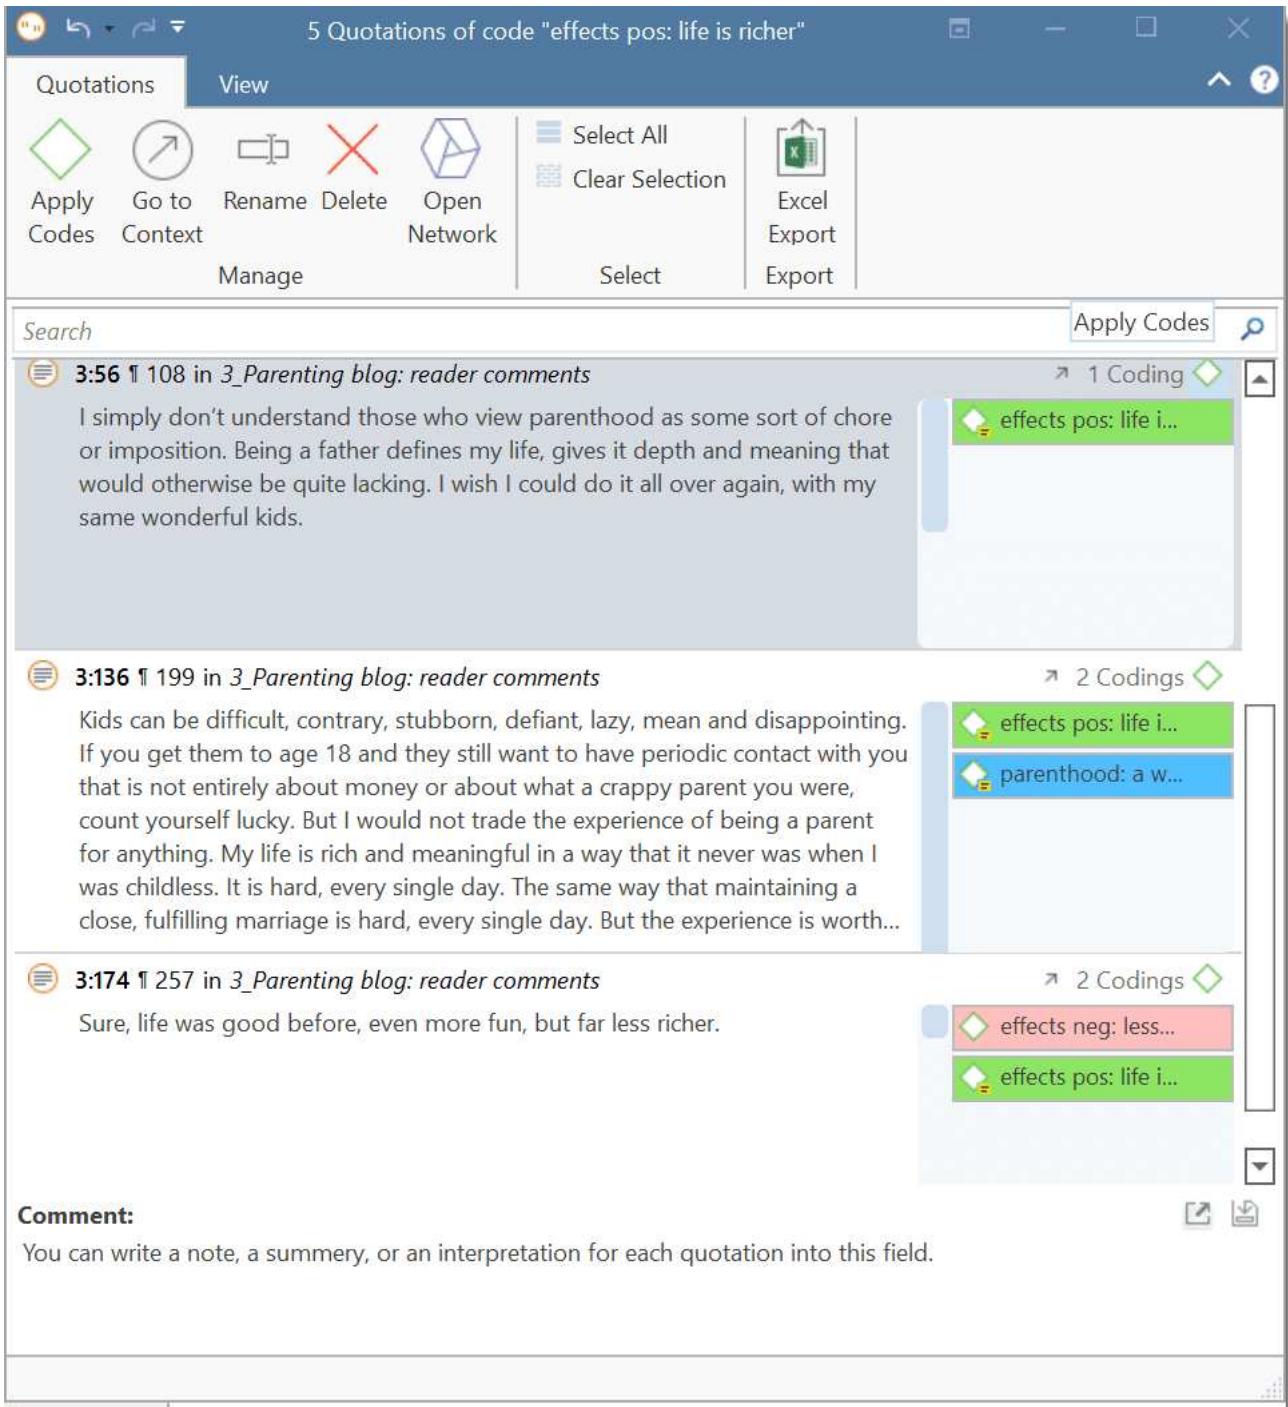 5 Quotations of code "effects pos: life is richer"
Quotations View
Apply Codes
Go to Context
Rename
Delete
Open Network
Manage
Select All
Clear Selection
Select
Excel Export
Export
Search
Apply Codes
3:56 ¶ 108 in 3_Parenting blog: reader comments
1 Coding
I simply don't understand those who view parenthood as some sort of chore
or imposition. Being a father defines my life, gives it depth and meaning that
would otherwise be quite lacking. I wish I could do it all over again, with my
same wonderful kids.
effects pos: life i...
3:136 ¶ 199 in 3_Parenting blog: reader comments
2 Codings
Kids can be difficult, contrary, stubborn, defiant, lazy, mean and disappointing.
If you get them to age 18 and they still want to have periodic contact with you
that is not entirely about money or about what a crappy parent you were,
count yourself lucky. But I would not trade the experience of being a parent
for anything. My life is rich and meaningful in a way that it never was when I
was childless. It is hard, every single day. The same way that maintaining a
close, fulfilling marriage is hard, every single day. But the experience is worth...
effects pos: life i...
parenthood: a w...
3:174 ¶ 257 in 3_Parenting blog: reader comments
2 Codings
Sure, life was good before, even more fun, but far less richer.
effects neg: less...
effects pos: life i...
Comment:
You can write a note, a summery, or an interpretation for each quotation into this field.